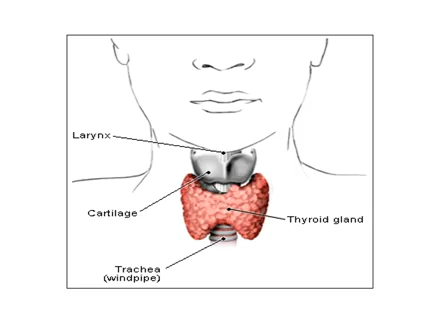 Larynx
Cartilage
Thyroid gland
Trachea
(windpipe)